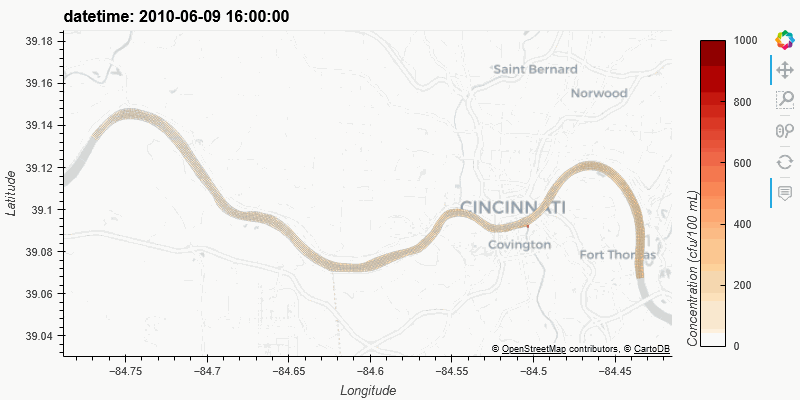 datetime: 2010-06-09 16:00:00
39.18
39.16
39.14
39.12
39.1
39.08
39.06
39.04
Latitude
Saint Bernard
Norwood
CINCINNATI
Covington
Fort Thomas
© OpenStreetMap contributors, © CartoDB
−84.75
−84.7
−84.65
−84.6
−84.55
−84.5
−84.45
Longitude
1000
800
600
400
200
0
Concentration (cfu/100 mL)